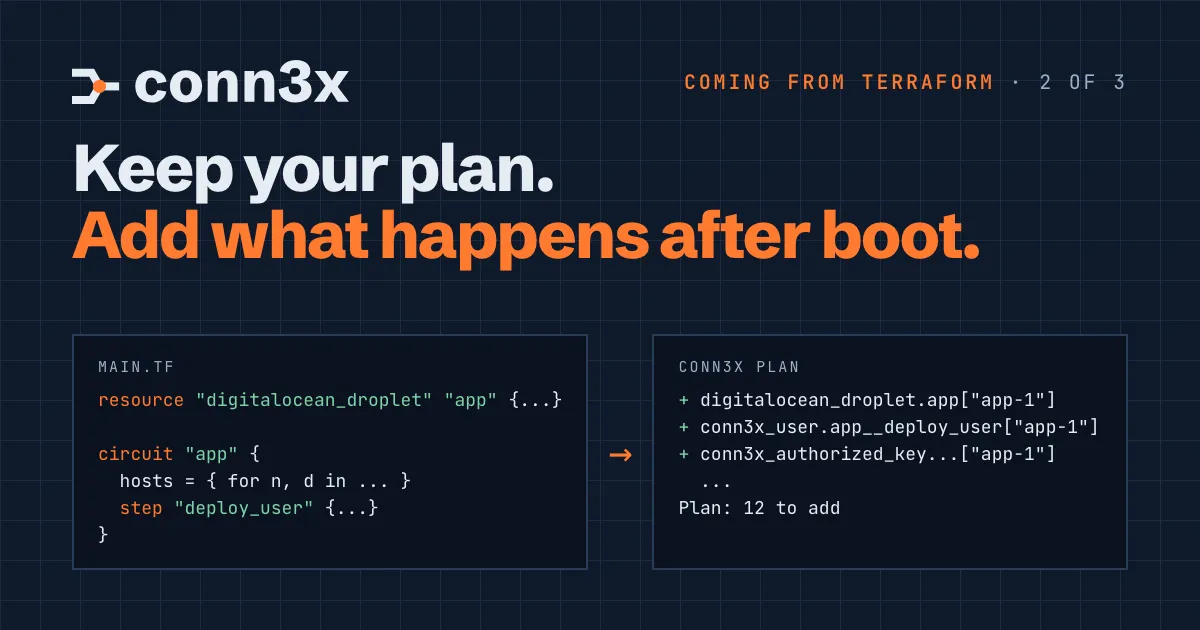 conn3x
COMING FROM TERRAFORM · 2 OF 3
Keep your plan.
Add what happens after boot.
MAIN.TF
resource "digitalocean_droplet" "app" {...}
circuit "app" {
  hosts = { for n, d in ... }
  step "deploy_user" {...}
}
→
CONN3X PLAN
+ digitalocean_droplet.app["app-1"]
+ conn3x_user.app__deploy_user["app-1"]
+ conn3x_authorized_key...["app-1"]
  ...
Plan: 12 to add